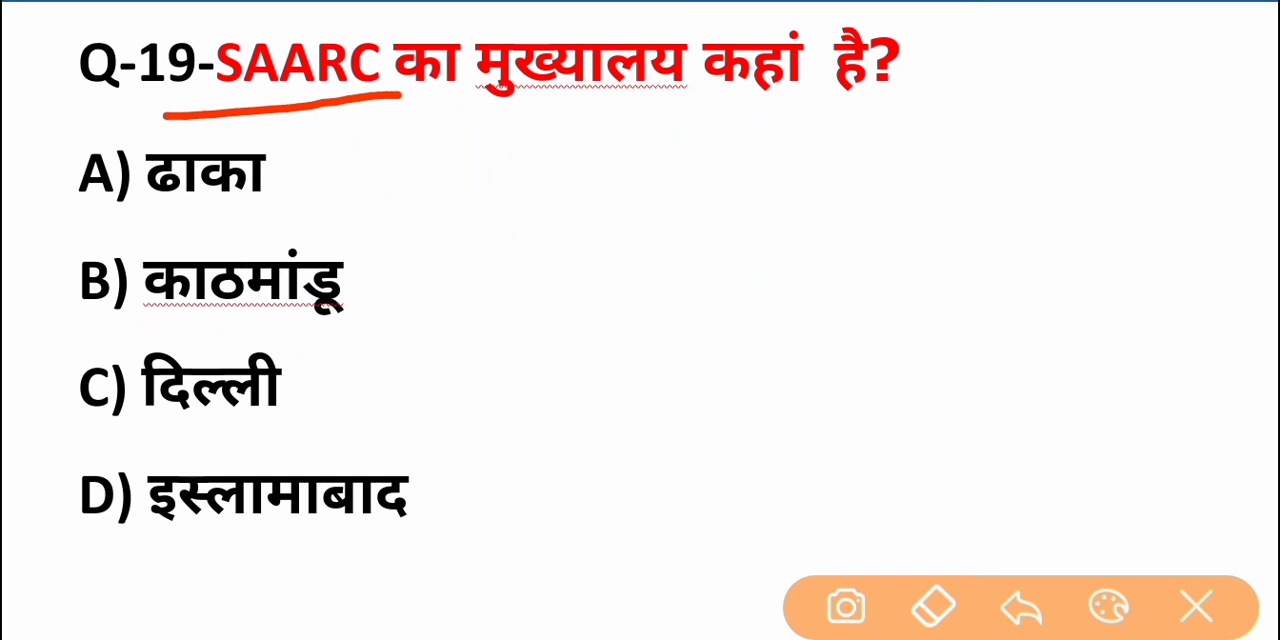 Q-19-SAARC का मुख्यालय कहां है?
A) ढाका
B) काठमांडू
C) दिल्ली
D) इस्लामाबाद